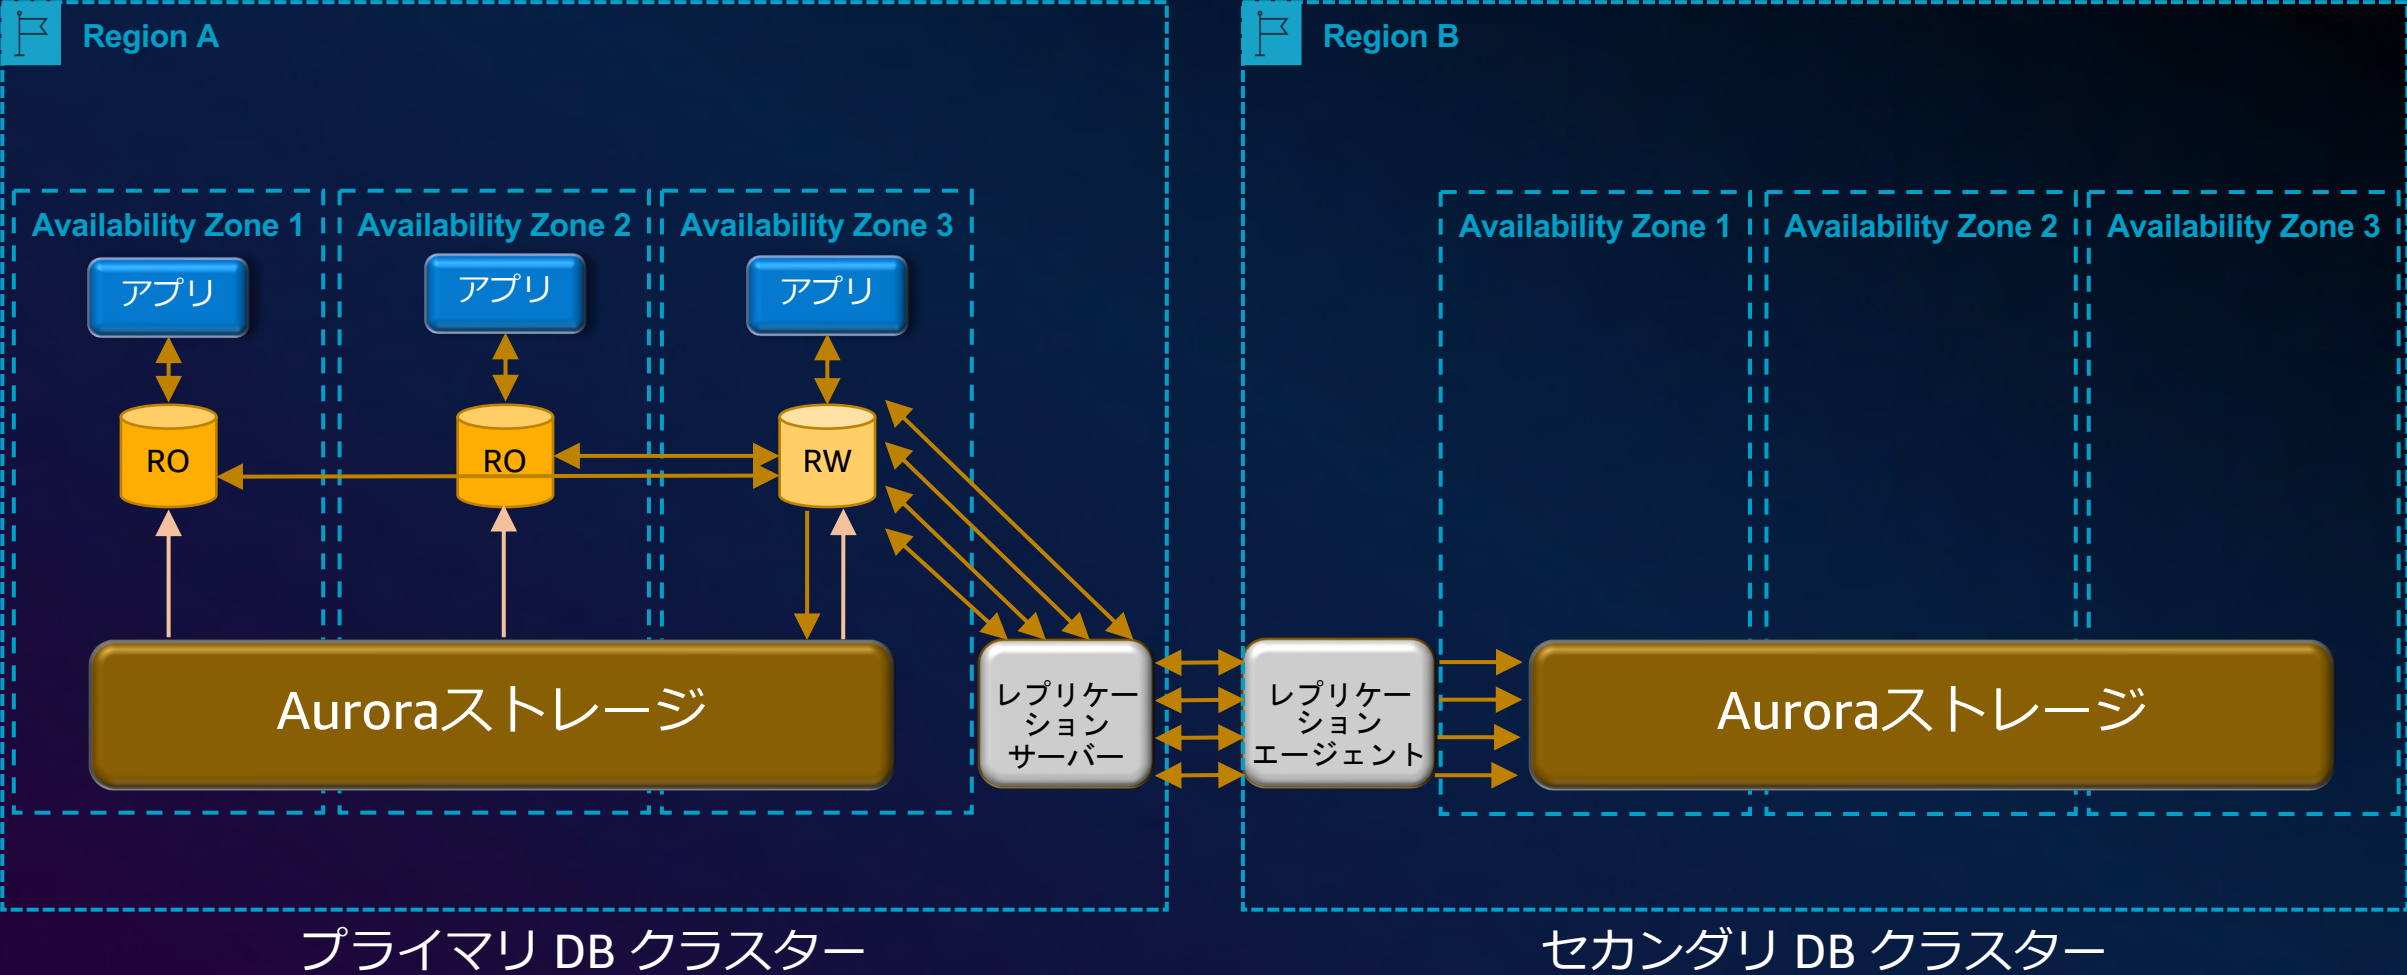 Region A
Region B
Availability Zone 1
Availability Zone 2
Availability Zone 3
Availability Zone 1
Availability Zone 2
Availability Zone 3
アプリ
アプリ
アプリ
RO
RO
RW
Auroraストレージ
レプリケー
ション
サーバー
レプリケー
ション
エージェント
Auroraストレージ
プライマリ DB クラスター
セカンダリ DB クラスター